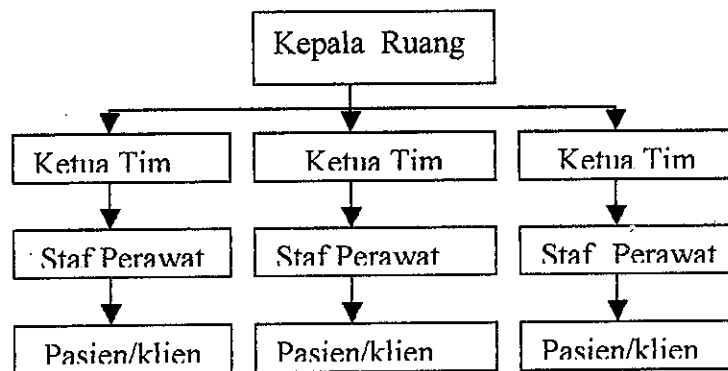 Kepala Ruang
Ketua Tim Ketua Tim Ketua Tim
Staf Perawat Staf Perawat Staf Perawat
Pasien/klien Pasien/klien Pasien/klien